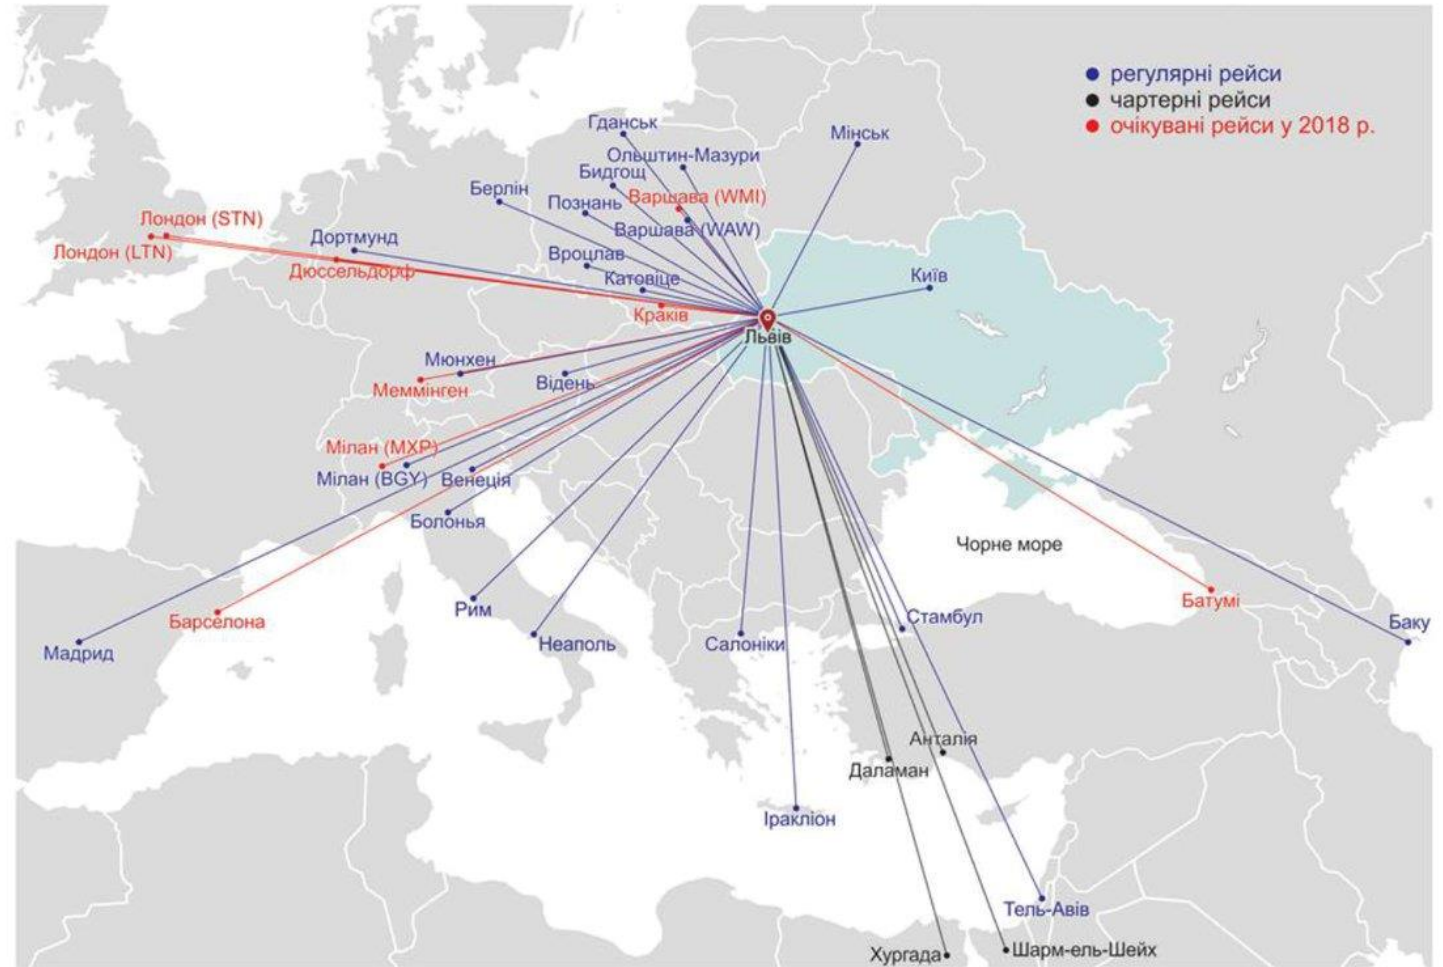 регулярні рейси
чартерні рейси
очікувані рейси у 2018 р.
Гданськ
Мінськ
Ольштин-Мазури
Бидгощ
Берлін
Варшава (WMI)
Познань
Лондон (STN)
Варшава (WAW)
Дортмунд
Лондон (LTN)
Вроцлав
Дюссельдорф
Катовіце
Київ
Краків
Львів
Мюнхен
Відень
Меммінген
Мілан (MXP)
Мілан (BGY)
Венеція
Болонья
Чорне море
Батумі
Рим
Стамбул
Барселона
Баку
Неаполь
Салоніки
Мадрид
Анталія
Даламан
Іракліон
Тель-Авів
Шарм-ель-Шейх
Хургада